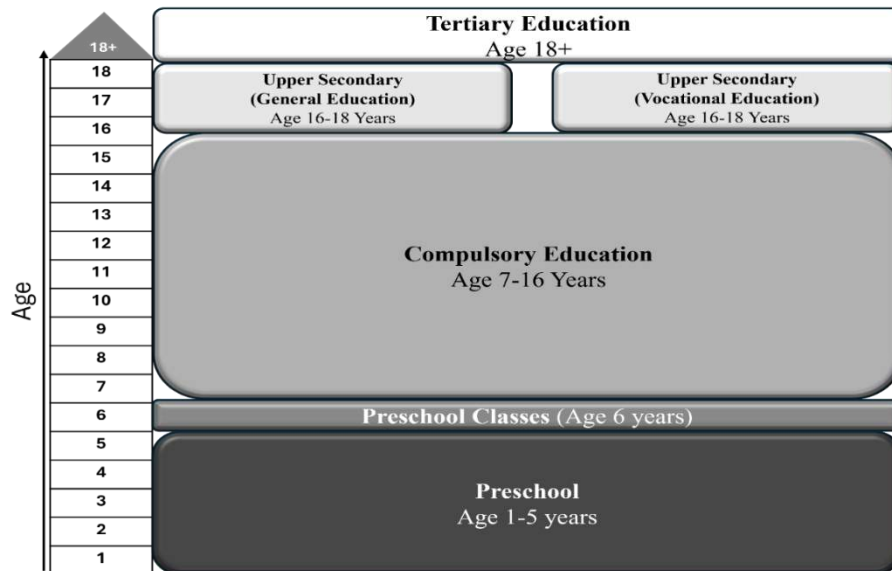 Tertiary Education
Age 18+
18+
18
17
16
15
14
13
12
11
10
9
8
7
6
5
4
3
2
1
Age
Upper Secondary
(General Education)
Age 16-18 Years
Upper Secondary
(Vocational Education)
Age 16-18 Years
Compulsory Education
Age 7-16 Years
Preschool Classes (Age 6 years)
Preschool
Age 1-5 years